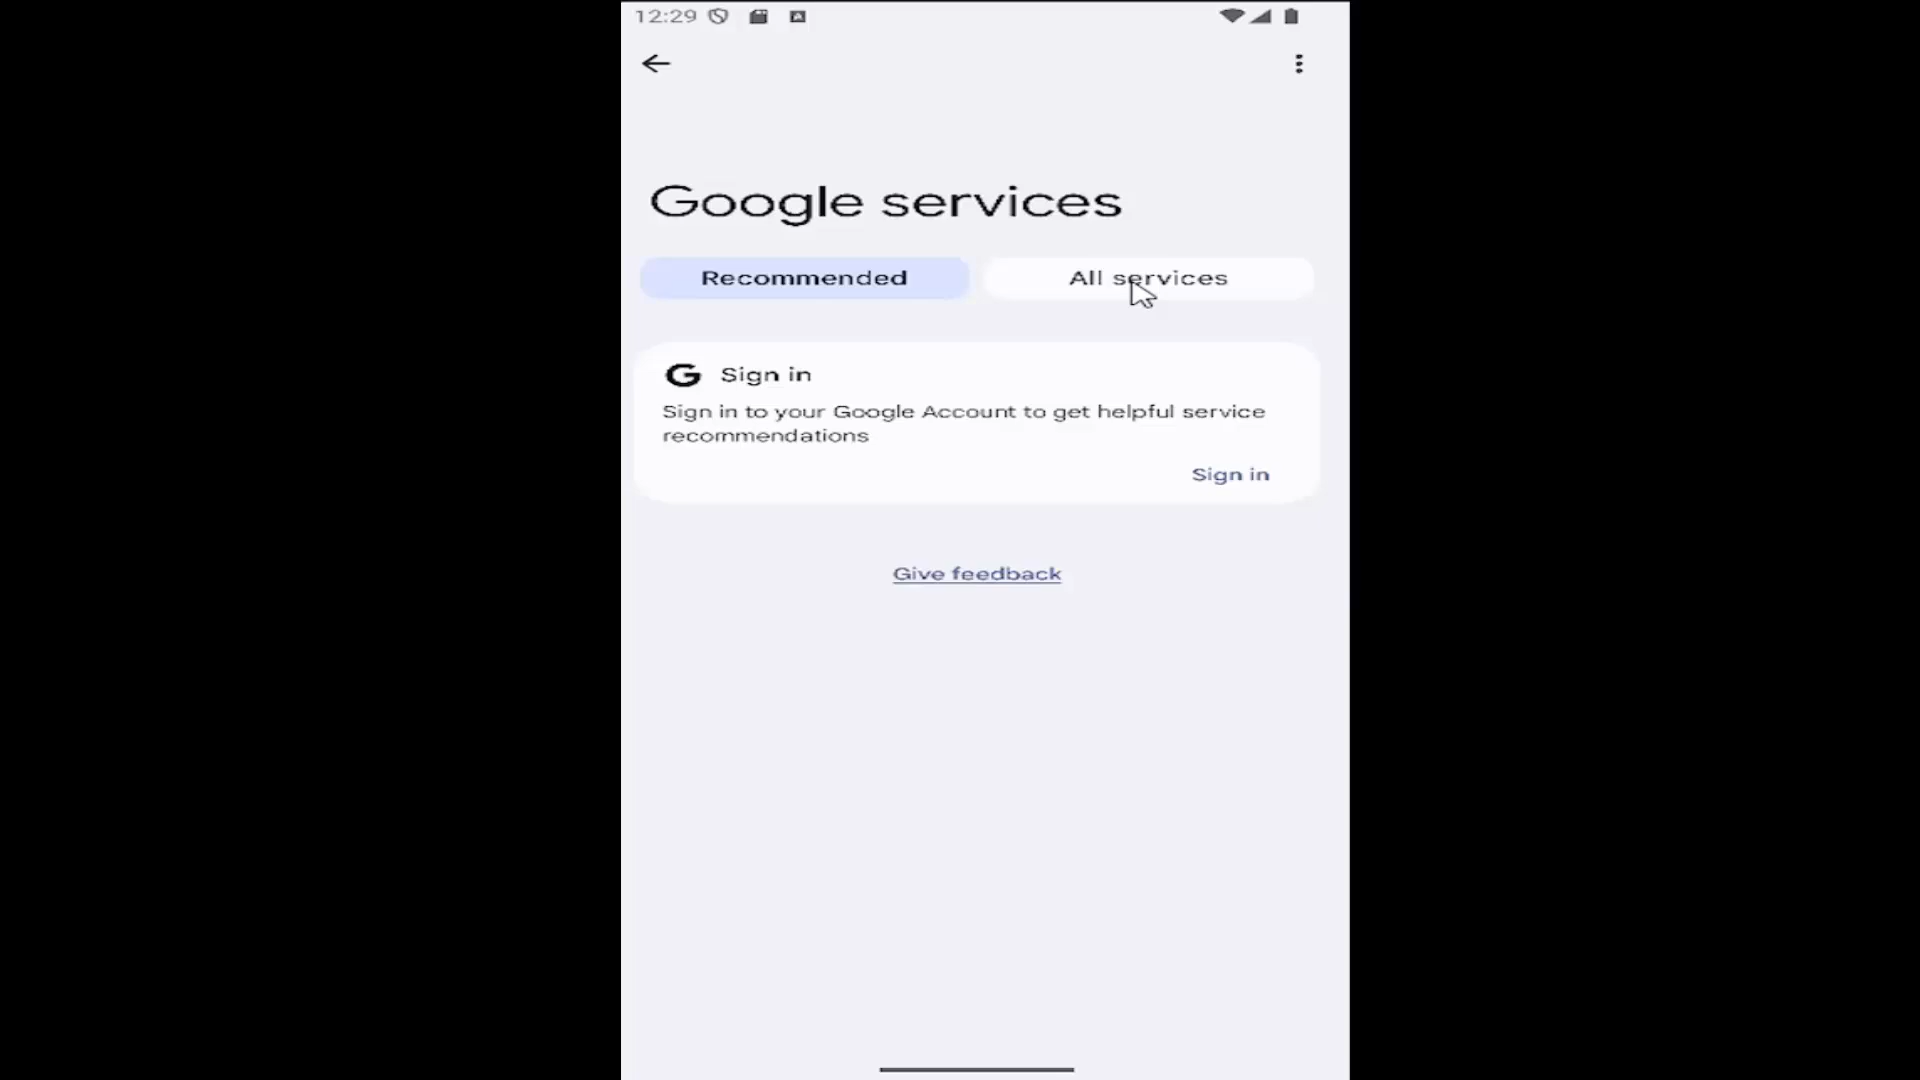 12:29
Google services
Recommended
All services
Sign in
Sign in to your Google Account to get helpful service
recommendations
Sign in
Give feedback